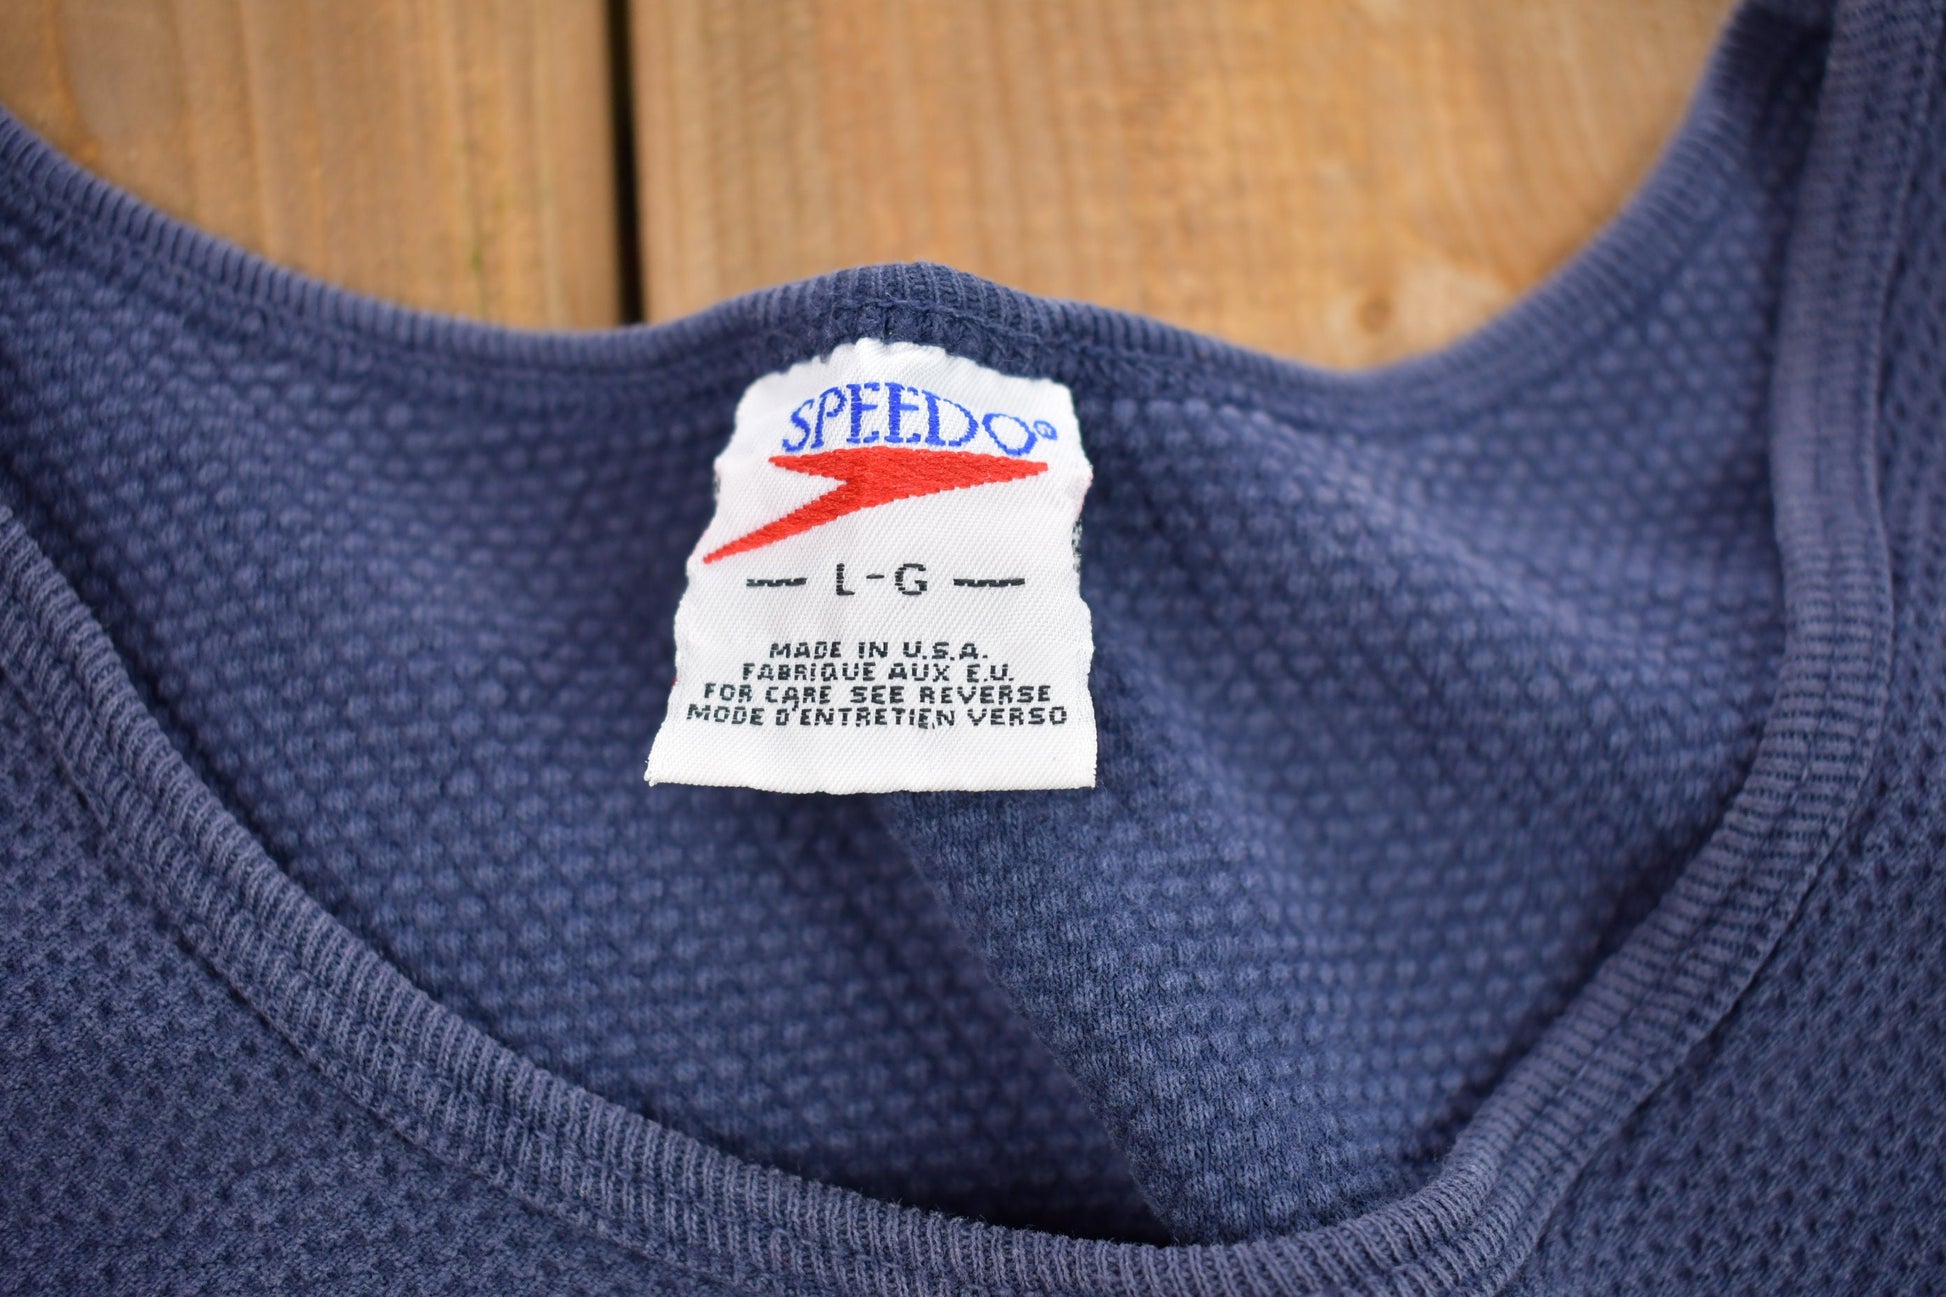 SPEEDO®
— L-G —
MADE IN U.S.A.
FABRIQUE AUX E.U.
FOR CARE SEE REVERSE
MODE D'ENTRETIEN VERSO